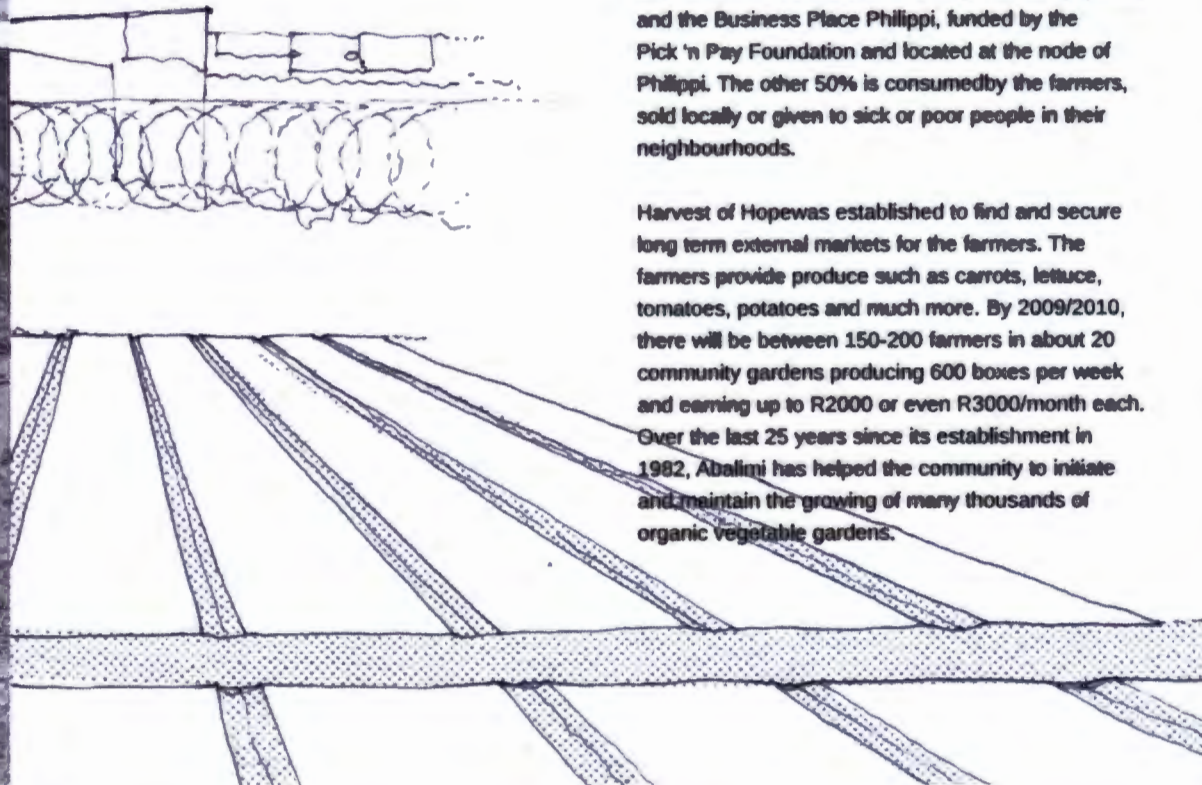 and the Business Place Philippi, funded by the
Pick 'n Pay Foundation and located at the node of
Philippi. The other 50% is consumedby the farmers,
sold locally or given to sick or poor people in their
neighbourhoods.
Harvest of Hopewas established to find and secure
long term external markets for the farmers. The
farmers provide produce such as carrots, lettuce,
tomatoes, potatoes and much more. By 2009/2010,
there will be between 150-200 farmers in about 20
community gardens producing 600 boxes per week
and earning up to R2000 or even R3000/month each.
Over the last 25 years since its establishment in
1982, Abalimi has helped the community to initiate
and maintain the growing of many thousands of
organic vegetable gardens.